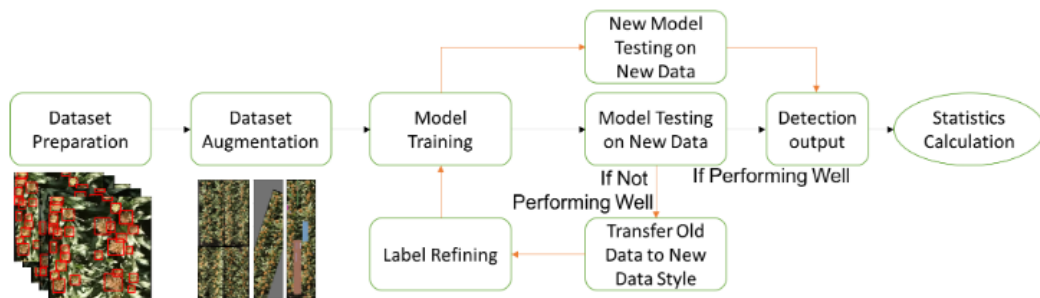 New Model
Testing on
New Data
Dataset
Preparation
Dataset
Augmentation
Model
Training
Model Testing
on New Data
Detection
output
Statistics
Calculation
If Not
Performing Well
If Performing Well
Label Refining
Transfer Old
Data to New
Data Style